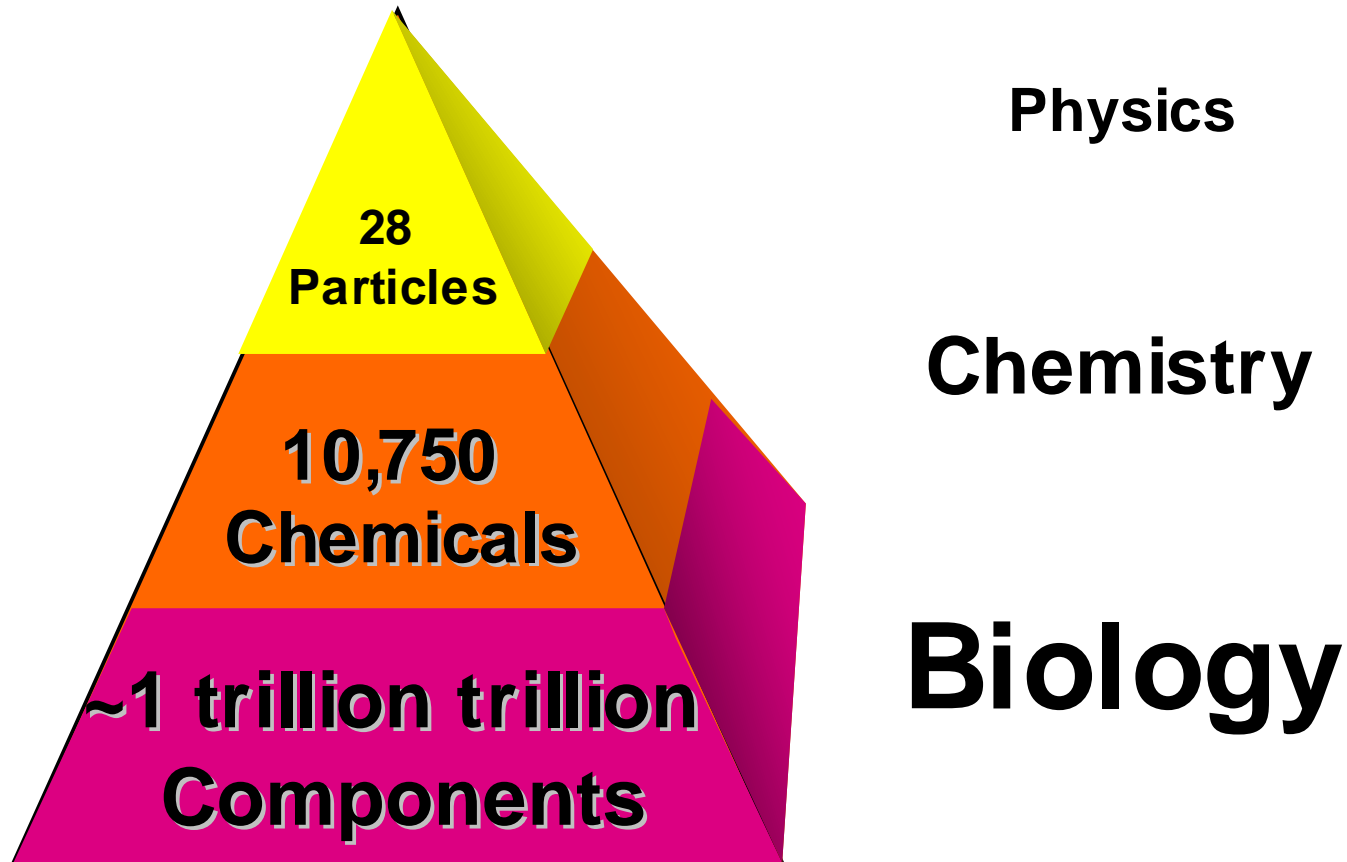 Physics
28
Particles
Chemistry
10,750
Chemicals
Biology
~1 trillion trillion
Components